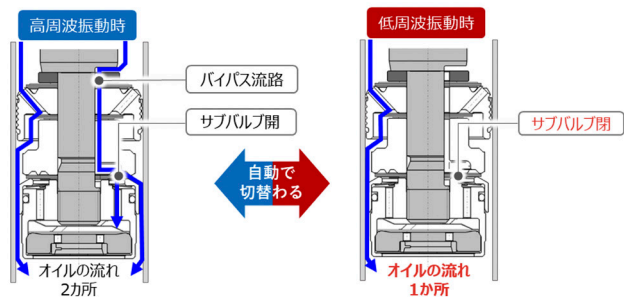 高周波振動時
バイパス流路
サブバルブ開
オイルの流れ
2カ所
自動で
切替わる
低周波振動時
サブバルブ閉
オイルの流れ
1か所